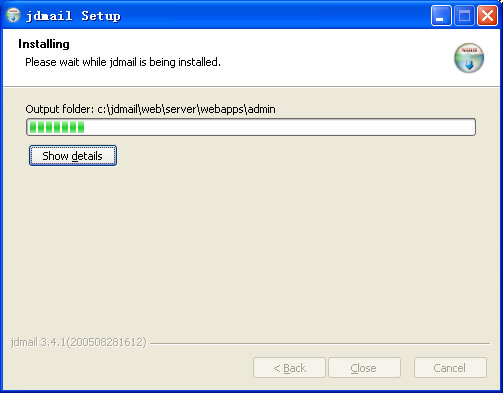 jdmail Setup
Installing
Please wait while jdmail is being installed.
Output folder: c:\jdmail\web\server\webapps\admin
Show details
jdmail 3.4.1(200508281612)
< Back
Close
Cancel